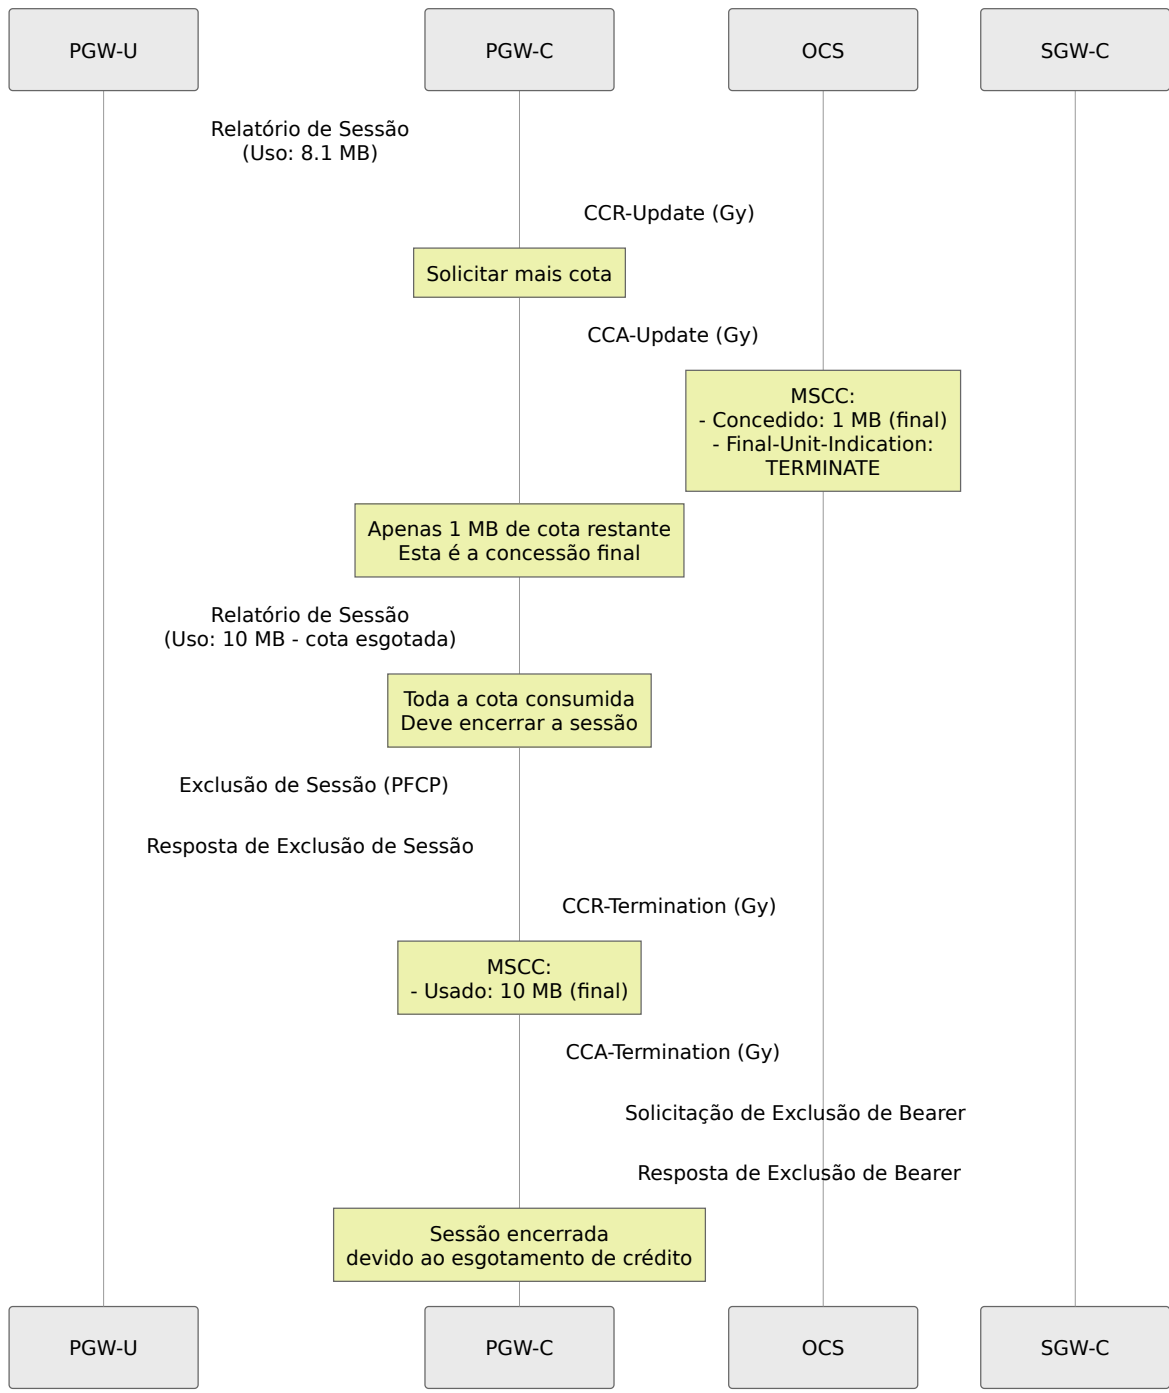 PGW-U
PGW-C
OCS
SGW-C
Relatório de Sessão
(Uso: 8.1 MB)
CCR-Update (Gy)
Solicitar mais cota
CCA-Update (Gy)
MSCC:
- Concedido: 1 MB (final)
- Final-Unit-Indication:
TERMINATE
Apenas 1 MB de cota restante
Esta é a concessão final
Relatório de Sessão
(Uso: 10 MB - cota esgotada)
Toda a cota consumida
Deve encerrar a sessão
Exclusão de Sessão (PFCP)
Resposta de Exclusão de Sessão
CCR-Termination (Gy)
MSCC:
- Usado: 10 MB (final)
CCA-Termination (Gy)
Solicitação de Exclusão de Bearer
Resposta de Exclusão de Bearer
Sessão encerrada
devido ao esgotamento de crédito
PGW-U
PGW-C
OCS
SGW-C